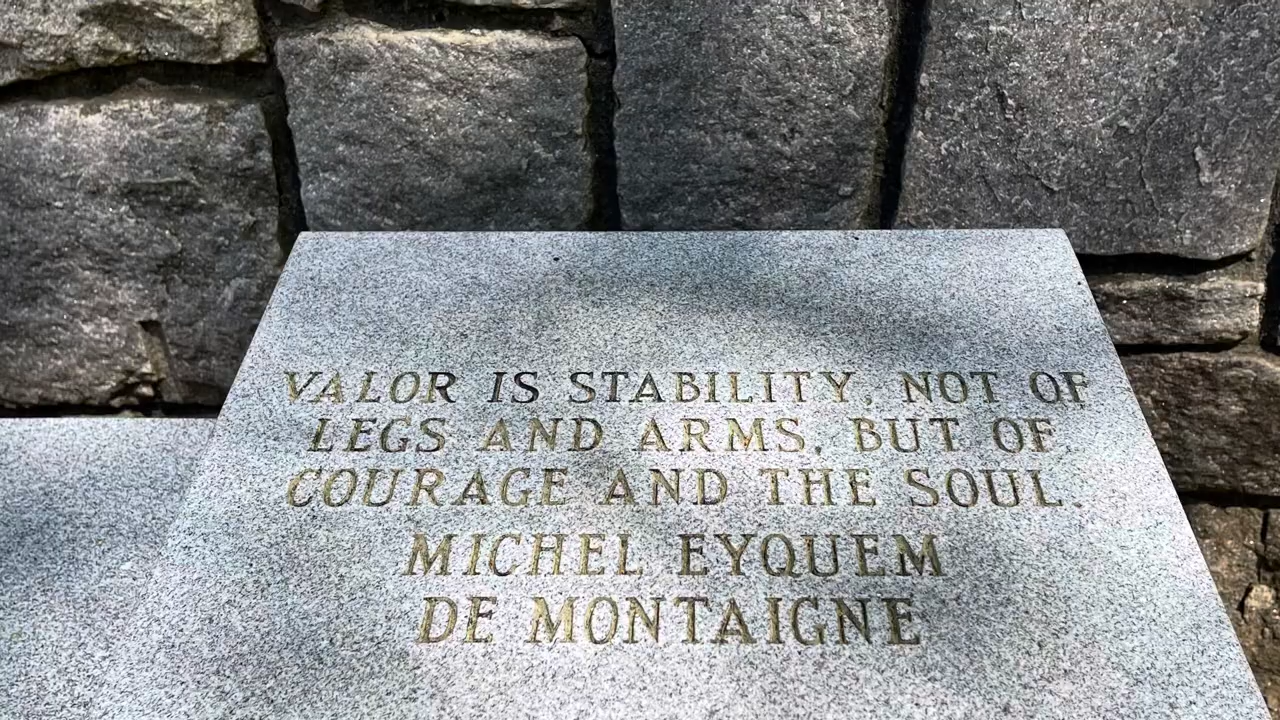 VALOR IS STABILITY, NOT OF
LEGS AND ARMS, BUT OF
COURAGE AND THE SOUL.
MICHEL EYQUEM
DE MONTAIGNE